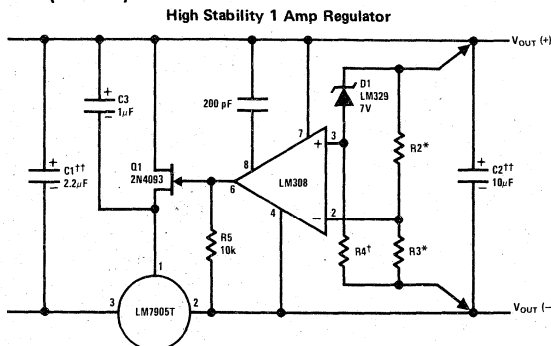 High Stability 1 Amp Regulator
VOUT (+)
C3
1µF
200 pF
D1
LM329
7V
7
3
8
+
R2*
C1††
2.2µF
Q1
2N4093
6
LM308
C2††
10µF
4
−
2
R5
10k
R4†
R3*
1
3
LM7905T
2
VOUT (–